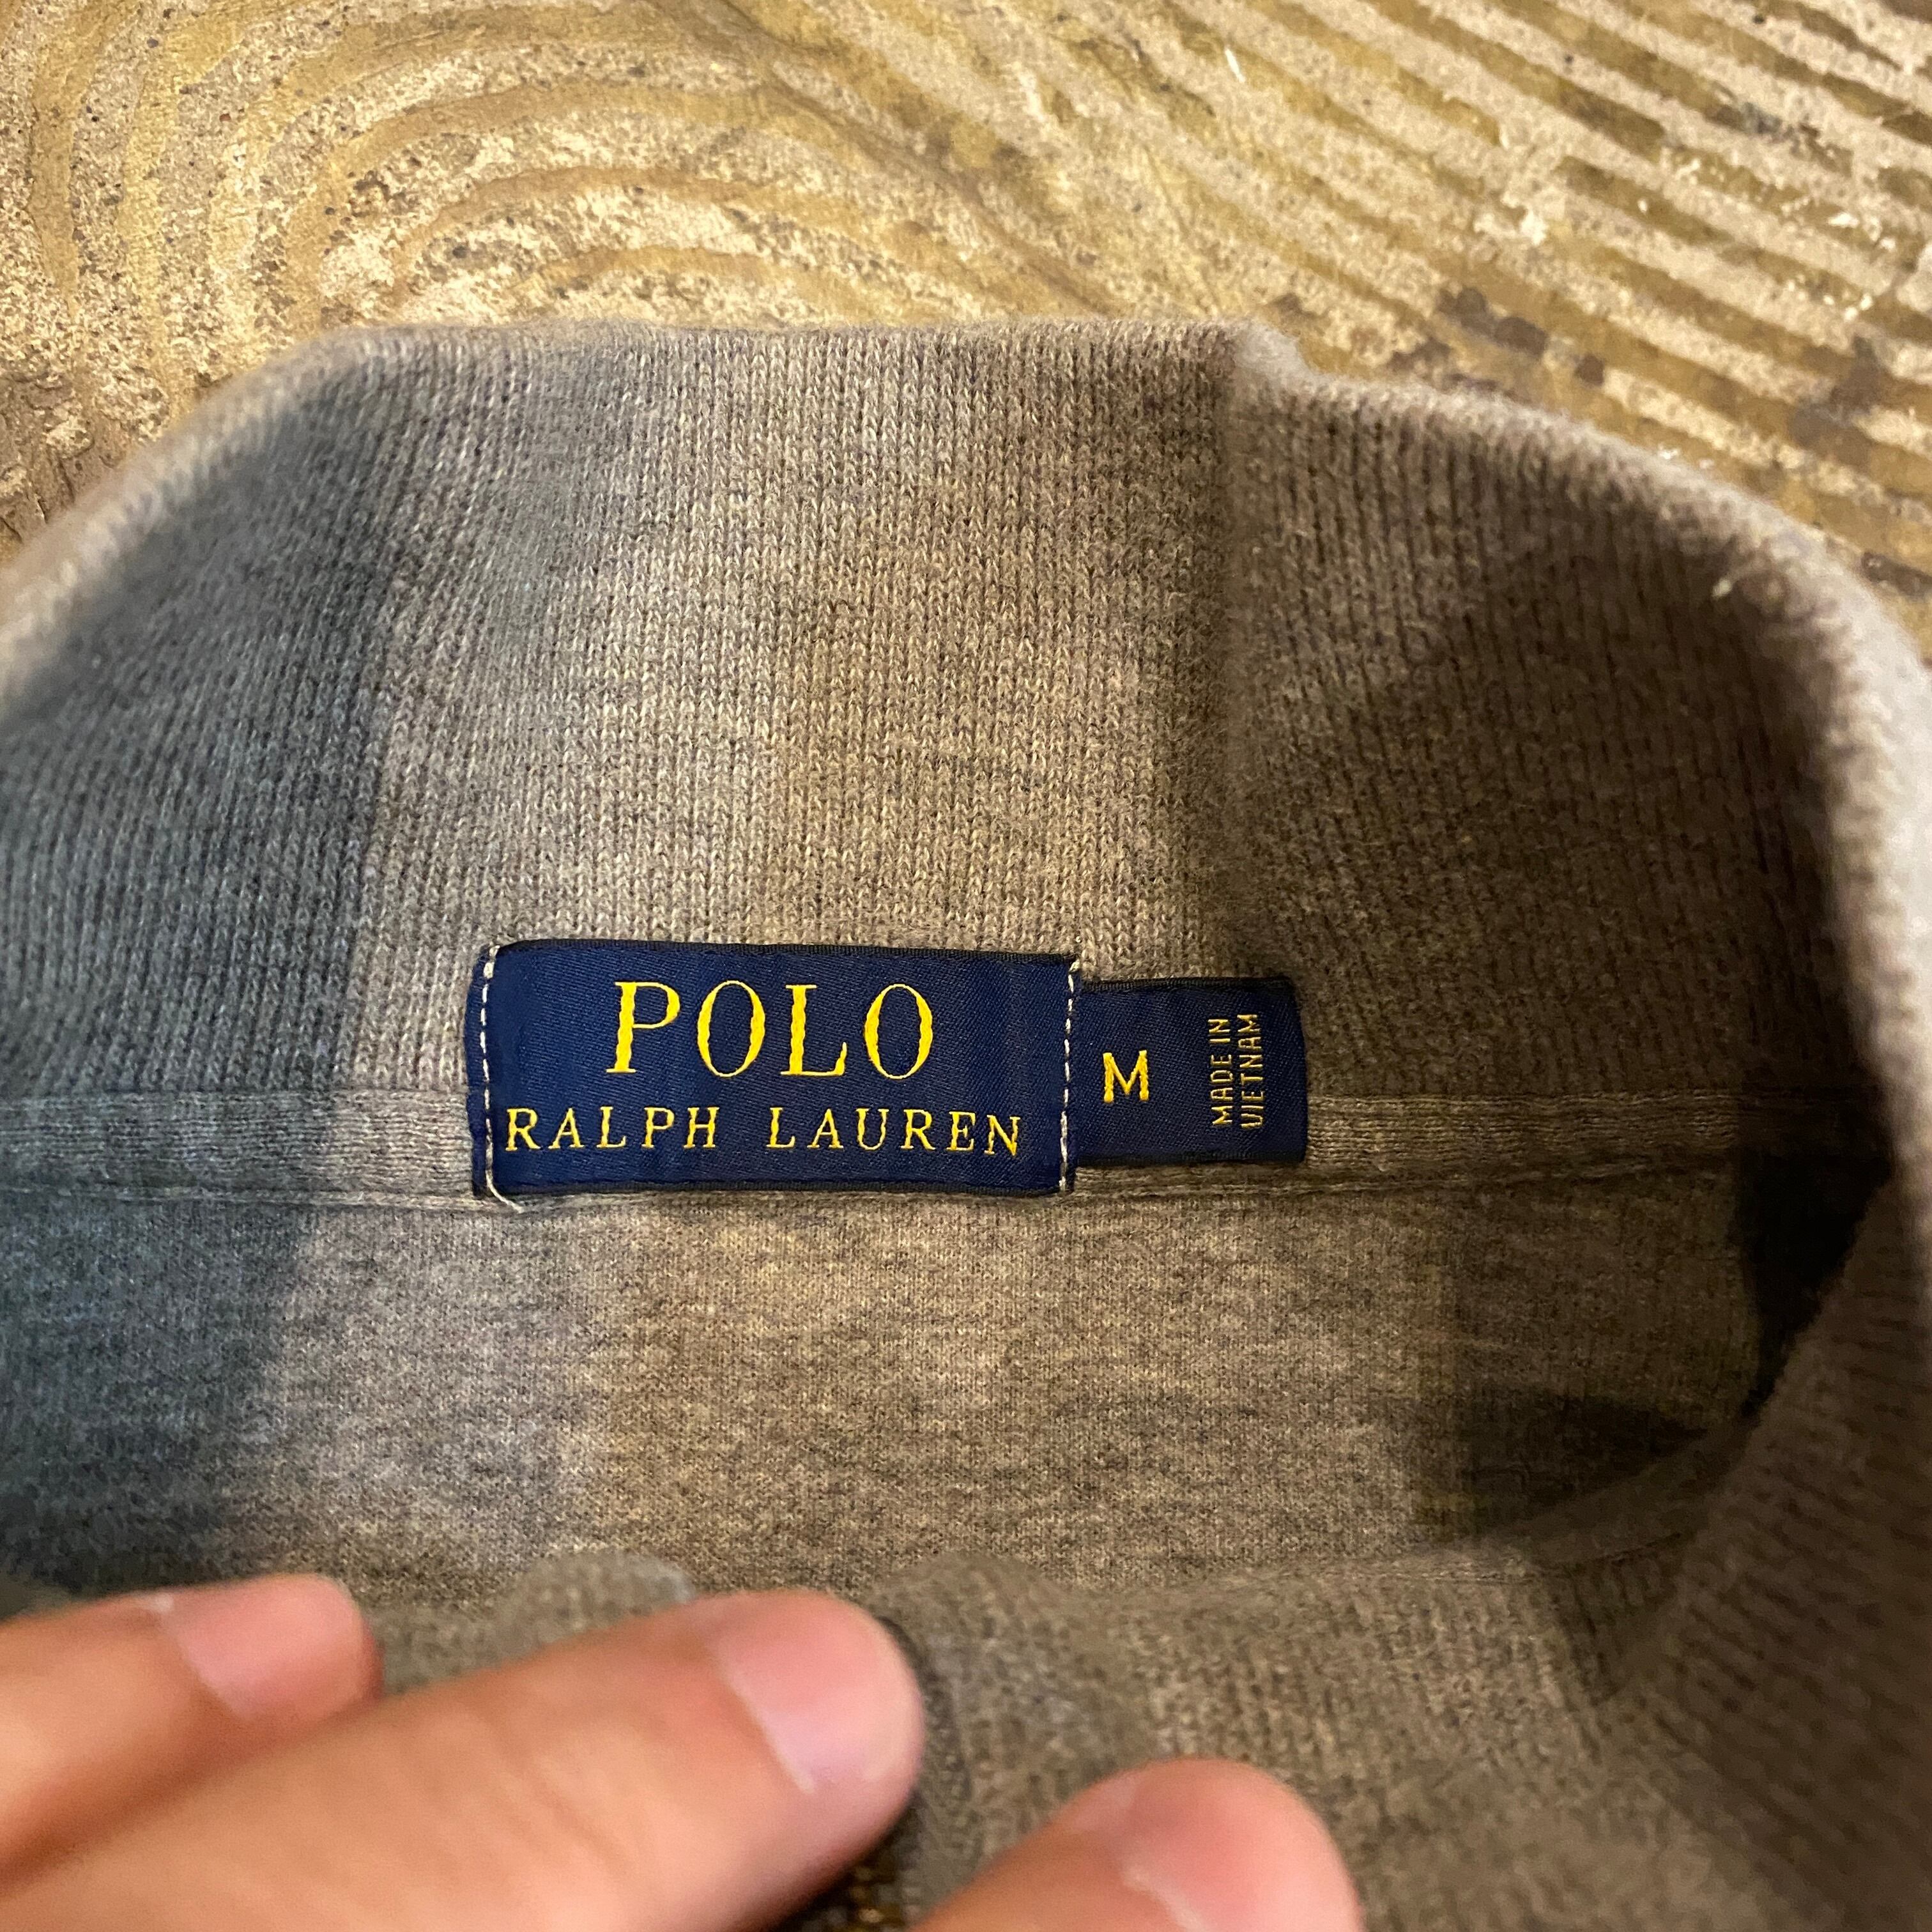 POLO
RALPH LAUREN
M
MADE IN
VIETNAM